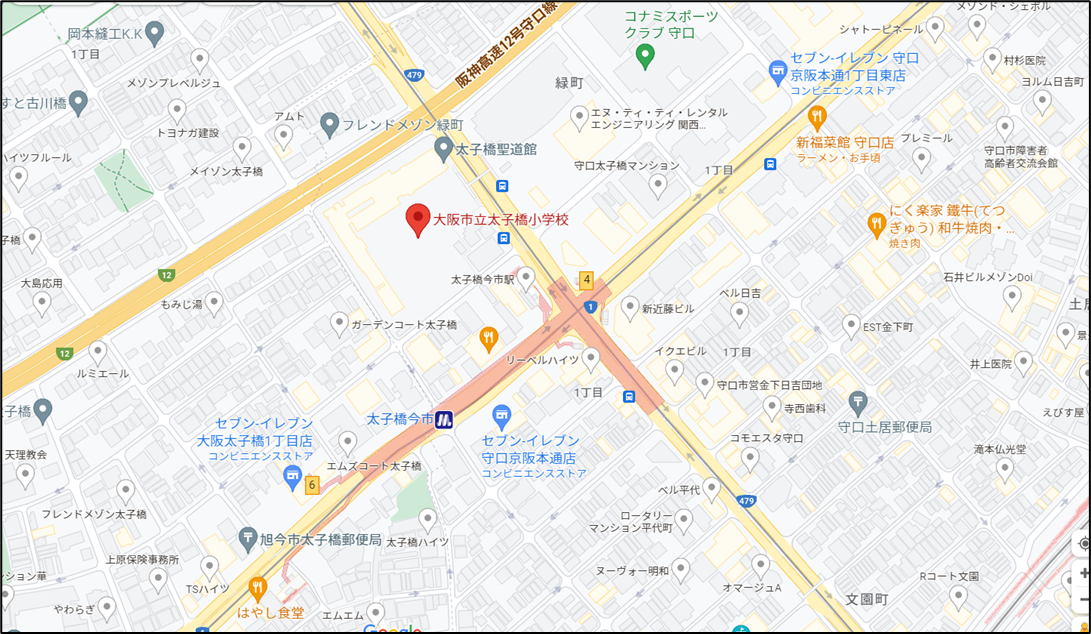 コナミスポーツ
クラブ 守口
メゾンド・シェボル
岡本縫工K.K
1丁目
阪神高速12号守口線
シャトーピネール
479
メゾンプレベルジュ
緑町
セブン-イレブン 守口
京阪本通1丁目東店
コンビニエンスストア
村杉医院
ヨルム日吉町
すと古川橋
アムト
トヨナガ建設
フレンドメゾン緑町
エヌ・ティ・ティ・レンタル
エンジニアリング 関西...
新福菜館 守口店
ラーメン・お手頃
プレミール
守口市障害者
高齢者交流会館
ハイツフルール
メイゾン太子橋
太子橋聖道館
守口太子橋マンション
1丁目
大阪市立太子橋小学校
にく楽家 鐵牛(てつ
ぎゅう) 和牛焼肉・...
焼き肉
子橋
12
大島応用
もみじ湯
太子橋今市駅
4
1
新近藤ビル
ベル日吉
石井ビルメゾンDoi
土居
ガーデンコート太子橋
EST金下町
12
ルミエール
リーベルハイツ
イクエビル
1丁目
井上医院
景
1丁目
守口市営金下日吉団地
寺西歯科
守口土居郵便局
えびす屋
子橋
セブン-イレブン
大阪太子橋1丁目店
コンビニエンスストア
太子橋今市
セブン-イレブン
守口京阪本通店
コンビニエンスストア
コモエスタ守口
滝本仏光堂
天理教会
エムズコート太子橋
6
ベル平代
479
フレンドメゾン太子橋
ロータリー
マンション平代町
旭今市太子橋郵便局
太子橋ハイツ
上原保険事務所
ション華
TSハイツ
ヌーヴォー明和
オマージュA
Rコート文園
文園町
やわらぎ
はやし食堂
エムエム
Google